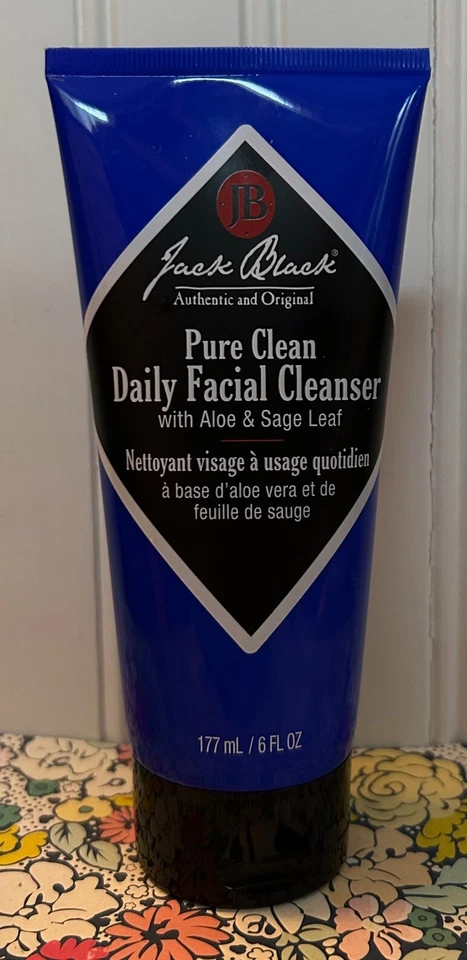 JB
Jack Black®
Authentic and Original
Pure Clean
Daily Facial Cleanser
with Aloe & Sage Leaf
Nettoyant visage à usage quotidien
à base d'aloe vera et de
feuille de sauge
177 mL / 6 FL OZ